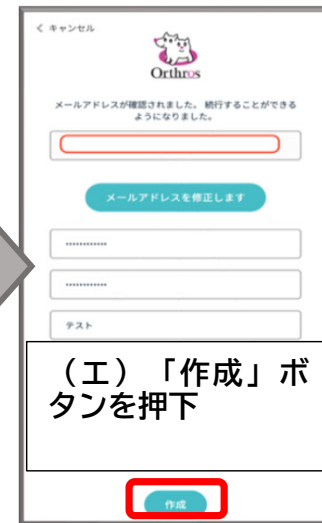 < キャンセル
Orthros
メールアドレスが確認されました。 続行することができる
ようになりました。
メールアドレスを修正します
••••••••••••
••••••••••••
テスト
（エ）「作成」ボ
タンを押下
作成